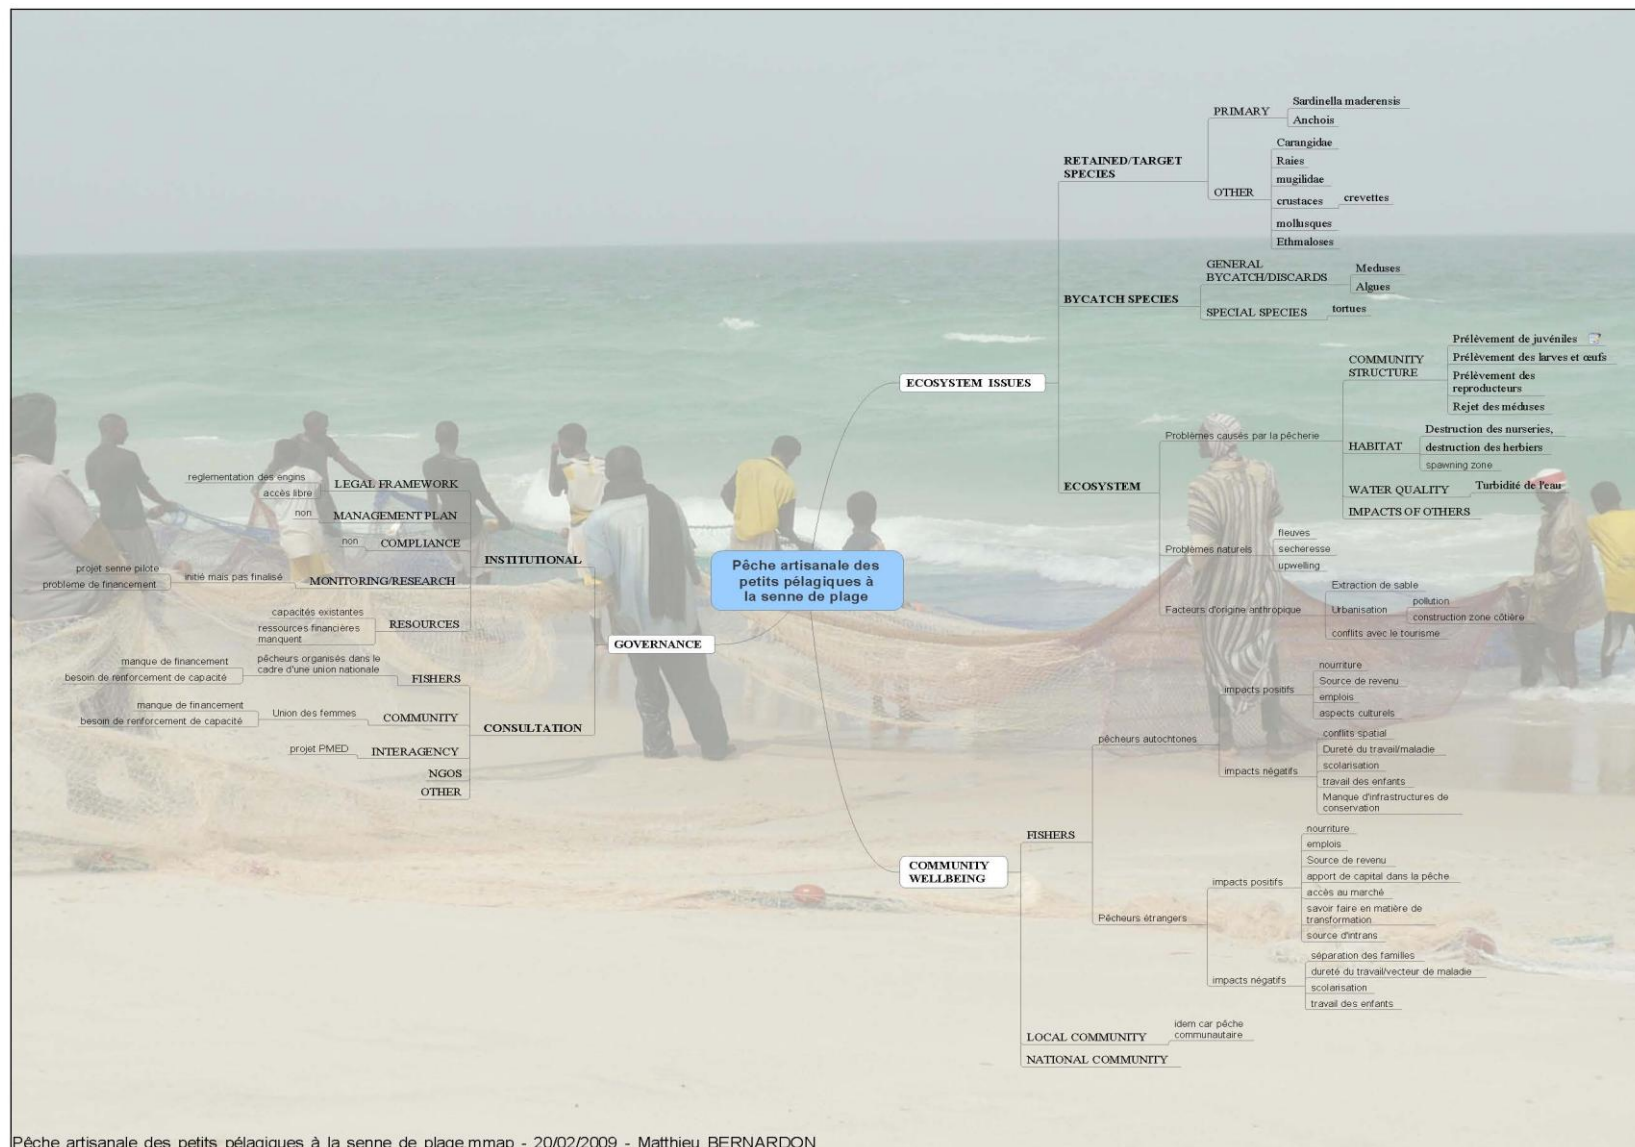 Pêche artisanale des
petits pélagiques à
la senne de plage
ECOSYSTEM ISSUES
RETAINED/TARGET
SPECIES
PRIMARY
Sardinella maderensis
Anchois
OTHER
Carangidae
Raies
mugilidae
crustaces
crevettes
mollusques
Ethmaloses
BYCATCH SPECIES
GENERAL
BYCATCH/DISCARDS
Meduses
Algues
SPECIAL SPECIES
tortues
ECOSYSTEM
Problèmes causés par la pêcherie
COMMUNITY
STRUCTURE
Prélèvement de juvéniles
Prélèvement des larves et œufs
Prélèvement des
reproducteurs
Rejet des méduses
HABITAT
Destruction des nurseries,
destruction des herbiers
spawning zone
WATER QUALITY
Turbidité de l'eau
IMPACTS OF OTHERS
Problèmes naturels
fleuves
secheresse
upwelling
Facteurs d'origine anthropique
Extraction de sable
Urbanisation
pollution
construction zone côtière
conflits avec le tourisme
GOVERNANCE
INSTITUTIONAL
LEGAL FRAMEWORK
reglementation des engins
accès libre
MANAGEMENT PLAN
non
COMPLIANCE
non
MONITORING/RESEARCH
initié mais pas finalisé
projet senne pilote
probleme de financement
RESOURCES
capacités existantes
ressources financières
manquent
CONSULTATION
FISHERS
pêcheurs organisés dans le
cadre d'une union nationale
manque de financement
besoin de renforcement de capacité
COMMUNITY
Union des femmes
manque de financement
besoin de renforcement de capacité
INTERAGENCY
projet PMED
NGOS
OTHER
COMMUNITY
WELLBEING
FISHERS
pêcheurs autochtones
impacts positifs
nourriture
Source de revenu
emplois
aspects culturels
impacts négatifs
conflits spatial
Dureté du travail/maladie
scolarisation
travail des enfants
Manque d'infrastructures de
conservation
Pêcheurs étrangers
impacts positifs
nourriture
emplois
Source de revenu
apport de capital dans la pêche
accès au marché
savoir faire en matière de
transformation
source d'intrans
impacts négatifs
séparation des familles
dureté du travail/vecteur de maladie
scolarisation
travail des enfants
LOCAL COMMUNITY
idem car pêche
communautaire
NATIONAL COMMUNITY
Pêche artisanale des petits pélagiques à la senne de plage.mmap - 20/02/2009 - Matthieu BERNARDON